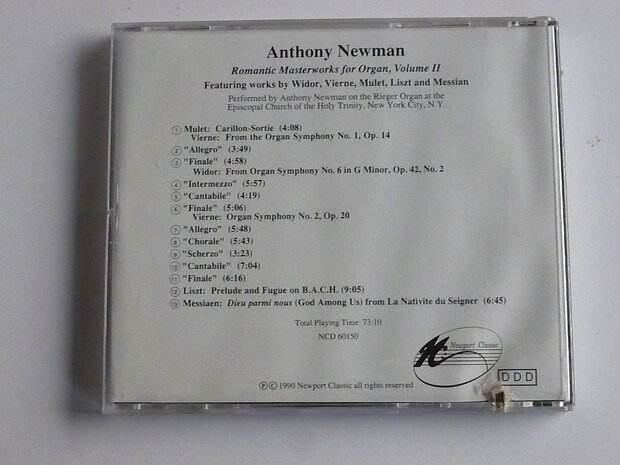 Anthony Newman
Romantic Masterworks for Organ, Volume II
Featuring works by Widor, Vierne, Mulet, Liszt and Messian
Performed by Anthony Newman on the Rieger Organ at the
Episcopal Church of the Holy Trinity, New York City, N.Y.
① Mulet: Carillon-Sortie (4:08)
Vierne: From the Organ Symphony No. 1, Op. 14
② "Allegro" (3:49)
③ "Finale" (4:58)
Widor: From Organ Symphony No. 6 in G Minor, Op. 42, No. 2
④ "Intermezzo" (5:57)
⑤ "Cantabile" (4:19)
⑥ "Finale" (5:06)
Vierne: Organ Symphony No. 2, Op. 20
⑦ "Allegro" (5:48)
⑧ "Chorale" (5:43)
⑨ "Scherzo" (3:23)
⑩ "Cantabile" (7:04)
⑪ "Finale" (6:16)
⑫ Liszt: Prelude and Fugue on B.A.C.H. (9:05)
⑬ Messiaen: Dieu parmi nous (God Among Us) from La Nativite du Seigner (6:45)
Total Playing Time: 73:10
NCD 60150
Newport Classic
DDD
℗© 1990 Newport Classic all rights reserved